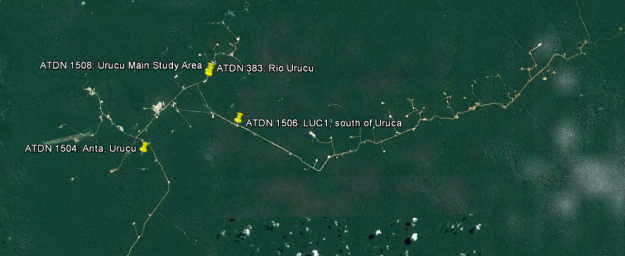 ATDN 1508: Urucu Main Study Area
ATDN 383: Rio Urucu
ATDN 1506: LUC1, south of Uruca
ATDN 1504: Anta, Uruçu